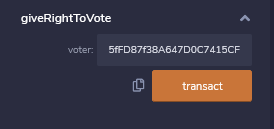 giveRightToVote
voter: 5fFD87f38A647D0C7415CF
transact